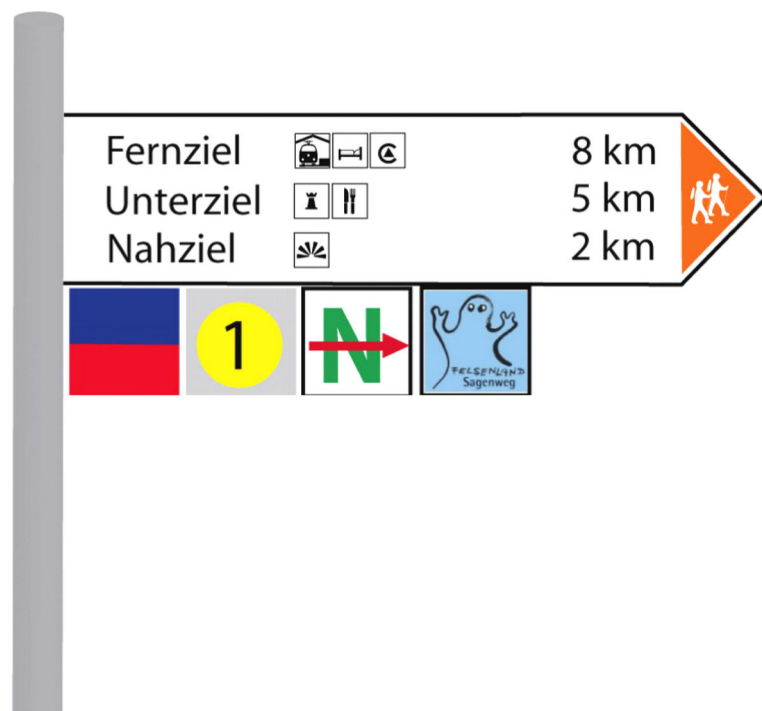 Fernziel 8 km
Unterziel 5 km
Nahziel 2 km
1 N FELSENLAND
Sagenweg